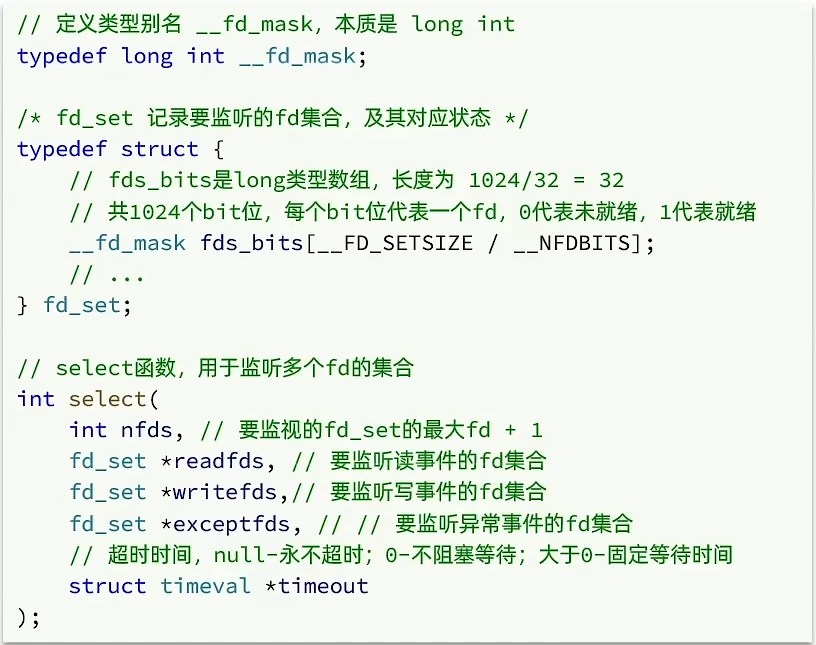 // 定义类型别名 __fd_mask，本质是 long int
typedef long int __fd_mask;

/* fd_set 记录要监听的fd集合，及其对应状态 */
typedef struct {
    // fds_bits是long类型数组，长度为 1024/32 = 32
    // 共1024个bit位，每个bit位代表一个fd，0代表未就绪，1代表就绪
    __fd_mask fds_bits[__FD_SETSIZE / __NFDBITS];
    // ...
} fd_set;

// select函数，用于监听多个fd的集合
int select(
    int nfds, // 要监视的fd_set的最大fd + 1
    fd_set *readfds, // 要监听读事件的fd集合
    fd_set *writefds,// 要监听写事件的fd集合
    fd_set *exceptfds, // // 要监听异常事件的fd集合
    // 超时时间，null-永不超时；0-不阻塞等待；大于0-固定等待时间
    struct timeval *timeout
);